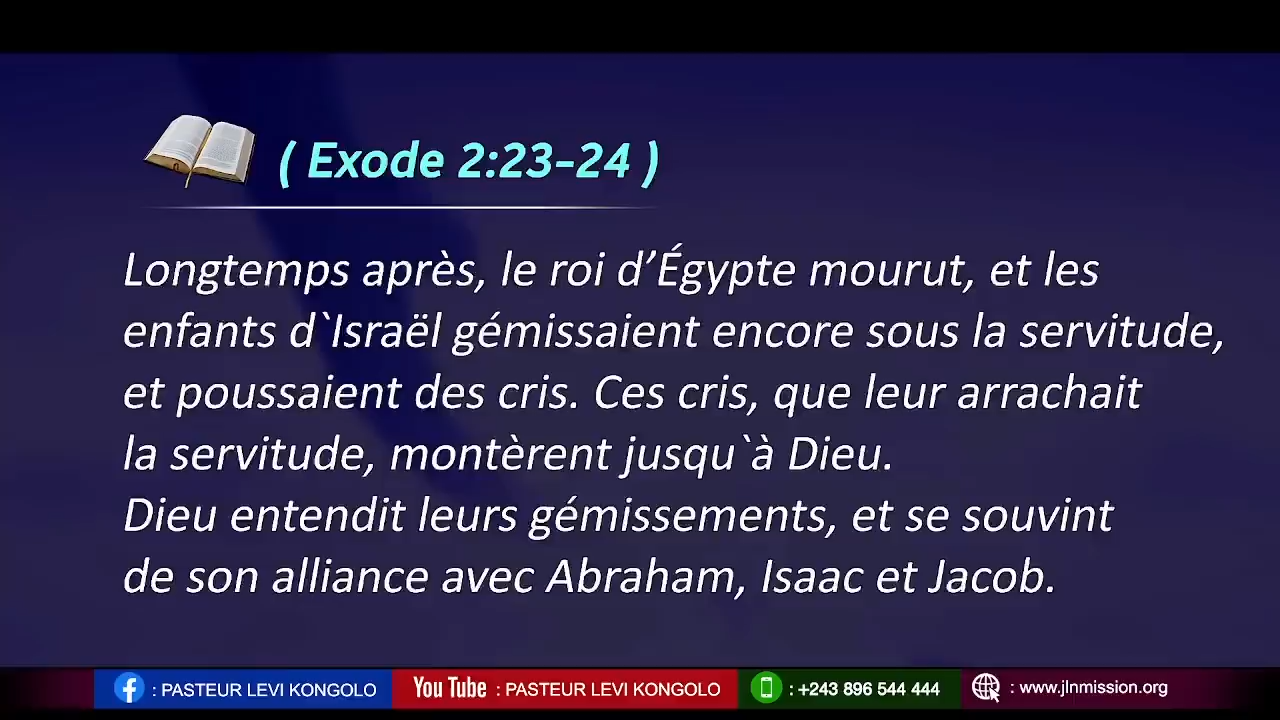 ( Exode 2:23-24 )
Longtemps après, le roi d’Égypte mourut, et les
enfants d`Israël gémissaient encore sous la servitude,
et poussaient des cris. Ces cris, que leur arrachait
la servitude, montèrent jusqu`à Dieu.
Dieu entendit leurs gémissements, et se souvint
de son alliance avec Abraham, Isaac et Jacob.
f : PASTEUR LEVI KONGOLO You Tube : PASTEUR LEVI KONGOLO : +243 896 544 444 : www.jlnmission.org